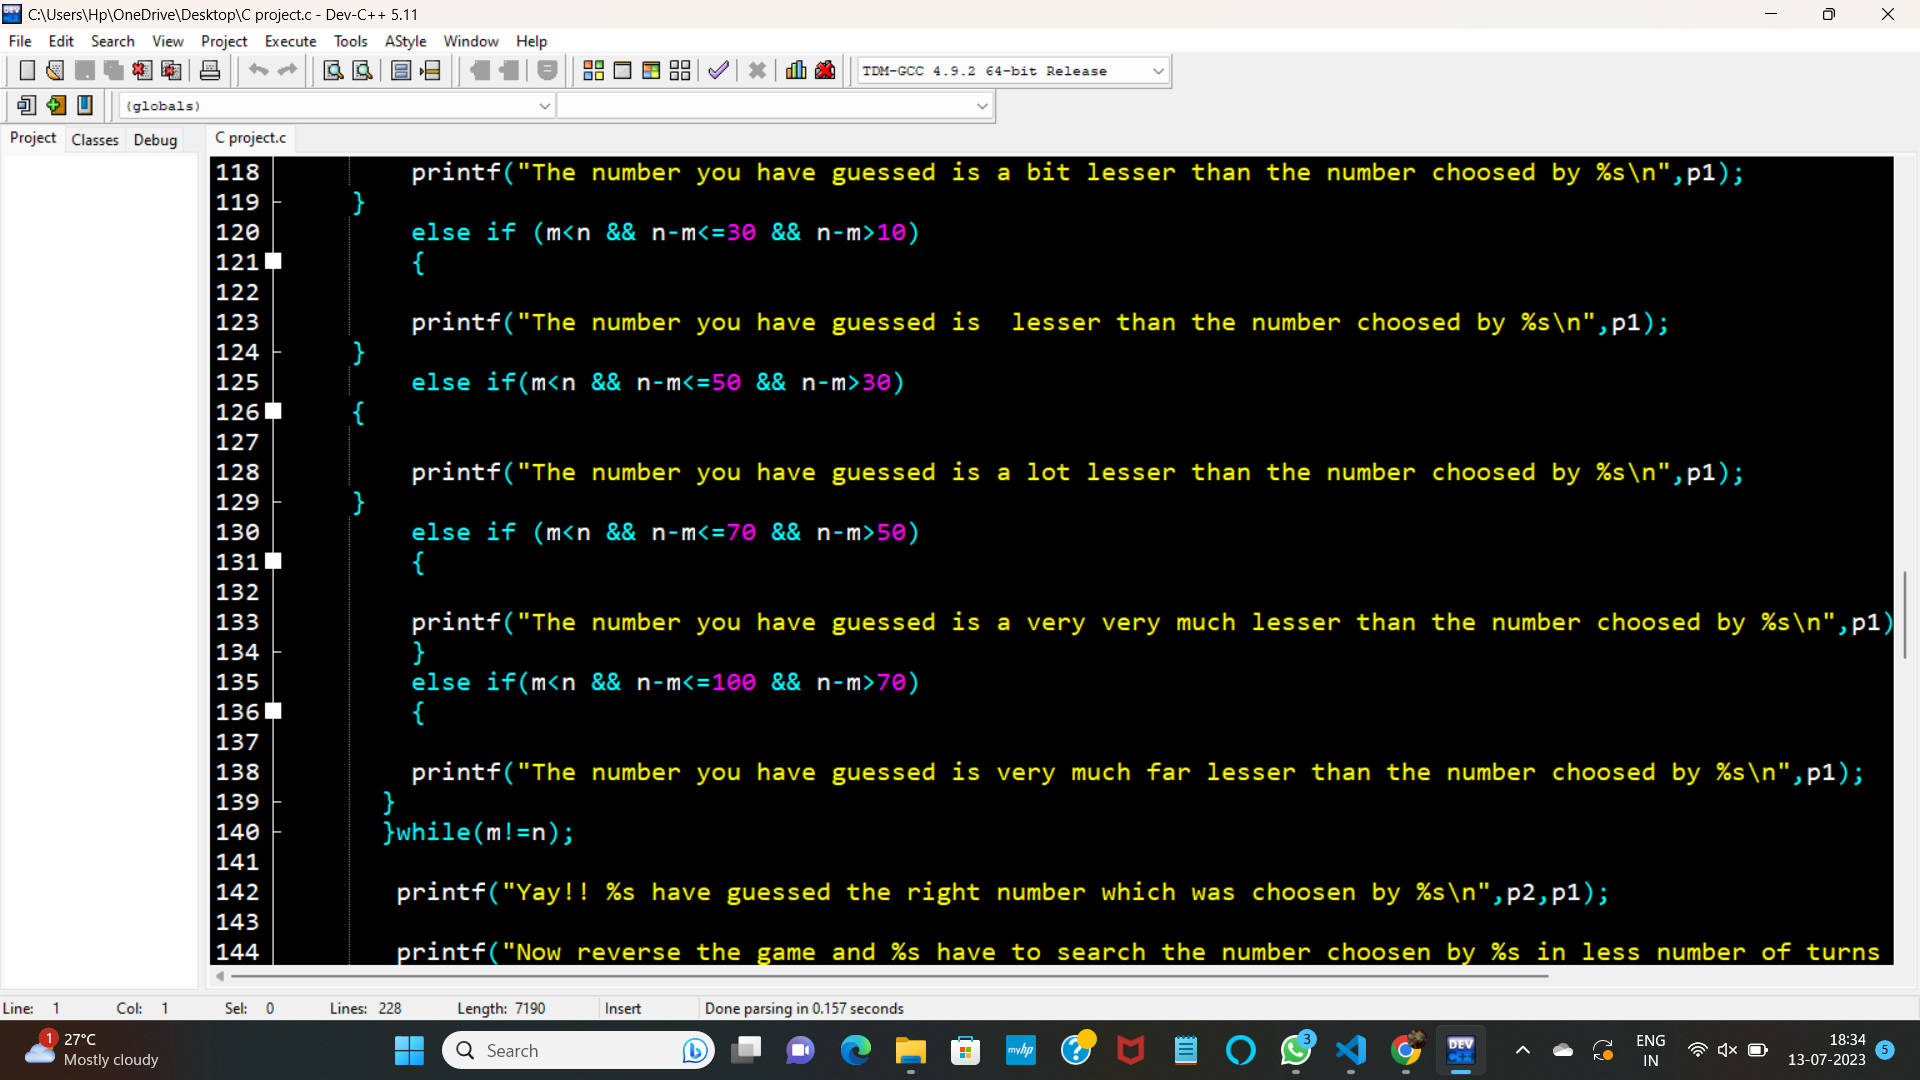 C:\Users\Hp\OneDrive\Desktop\C project.c - Dev-C++ 5.11
File Edit Search View Project Execute Tools AStyle Window Help
TDM-GCC 4.9.2 64-bit Release
(globals)
Project Classes Debug C project.c
118 printf("The number you have guessed is a bit lesser than the number choosed by %s\n",p1);
119 }
120 else if (m<n && n-m<=30 && n-m>10)
121 {
122
123 printf("The number you have guessed is  lesser than the number choosed by %s\n",p1);
124 }
125 else if(m<n && n-m<=50 && n-m>30)
126 {
127
128 printf("The number you have guessed is a lot lesser than the number choosed by %s\n",p1);
129 }
130 else if (m<n && n-m<=70 && n-m>50)
131 {
132
133 printf("The number you have guessed is a very very much lesser than the number choosed by %s\n",p1)
134 }
135 else if(m<n && n-m<=100 && n-m>70)
136 {
137
138 printf("The number you have guessed is very much far lesser than the number choosed by %s\n",p1);
139 }
140 }while(m!=n);
141
142 printf("Yay!! %s have guessed the right number which was choosen by %s\n",p2,p1);
143
144 printf("Now reverse the game and %s have to search the number choosen by %s in less number of turns
Line: 1 Col: 1 Sel: 0 Lines: 228 Length: 7190 Insert Done parsing in 0.157 seconds
1 27°C
Mostly cloudy
Search
myhp
3
DEV C++
ENG
IN
18:34
13-07-2023
5